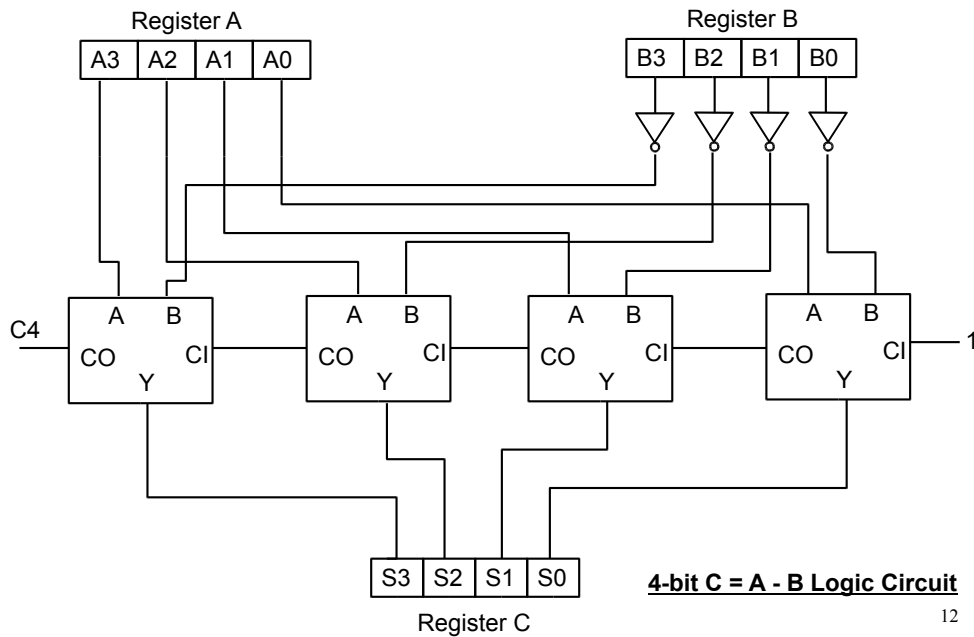 Register A
Register B
A3 A2 A1 A0
B3 B2 B1 B0
A B
A B
A B
A B
C4
CO CI
CO CI
CO CI
CO CI
1
Y
Y
Y
Y
S3 S2 S1 S0
4-bit C = A - B Logic Circuit
Register C
12